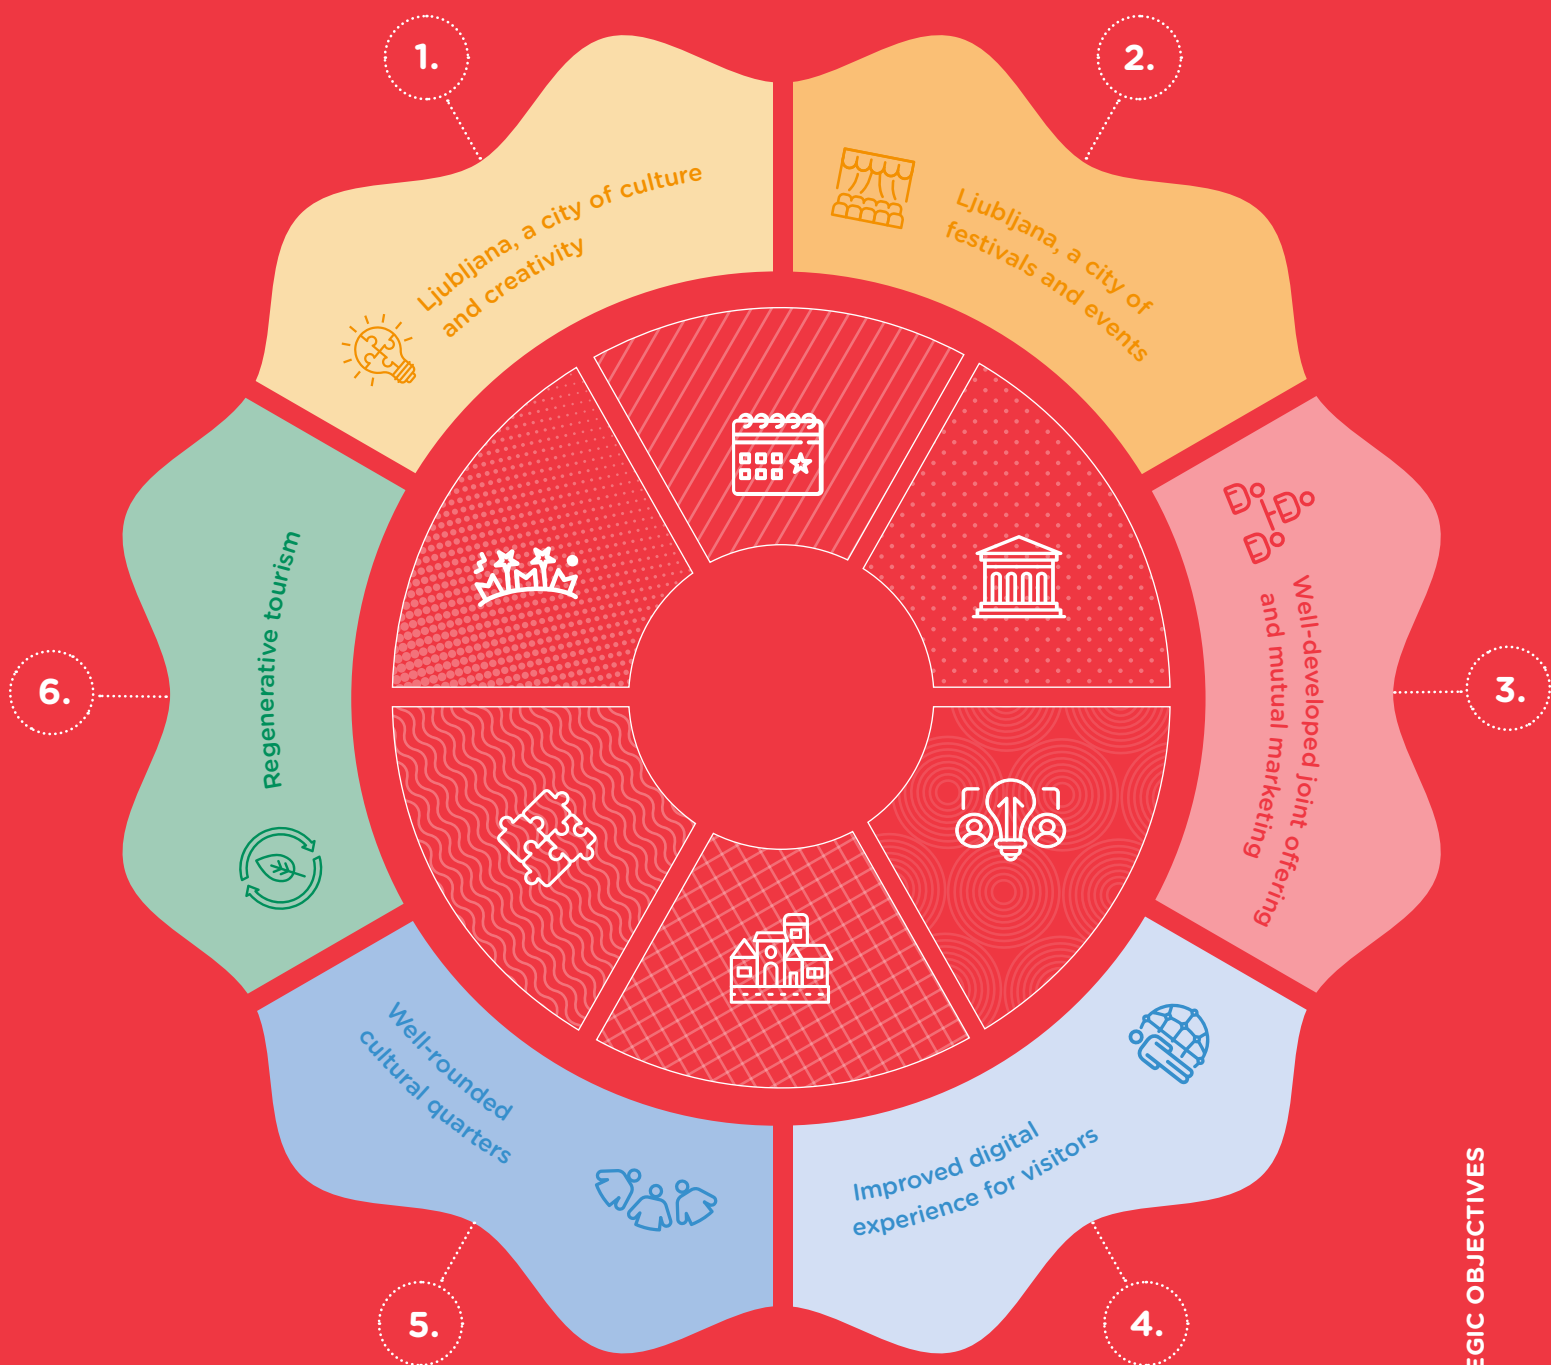 1.
Ljubljana, a city of culture
and creativity
2.
Ljubljana, a city of
festivals and events
3.
Well-developed joint offering
and mutual marketing
4.
Improved digital
experience for visitors
5.
Well-rounded
cultural quarters
6.
Regenerative tourism
OBJECTIVES